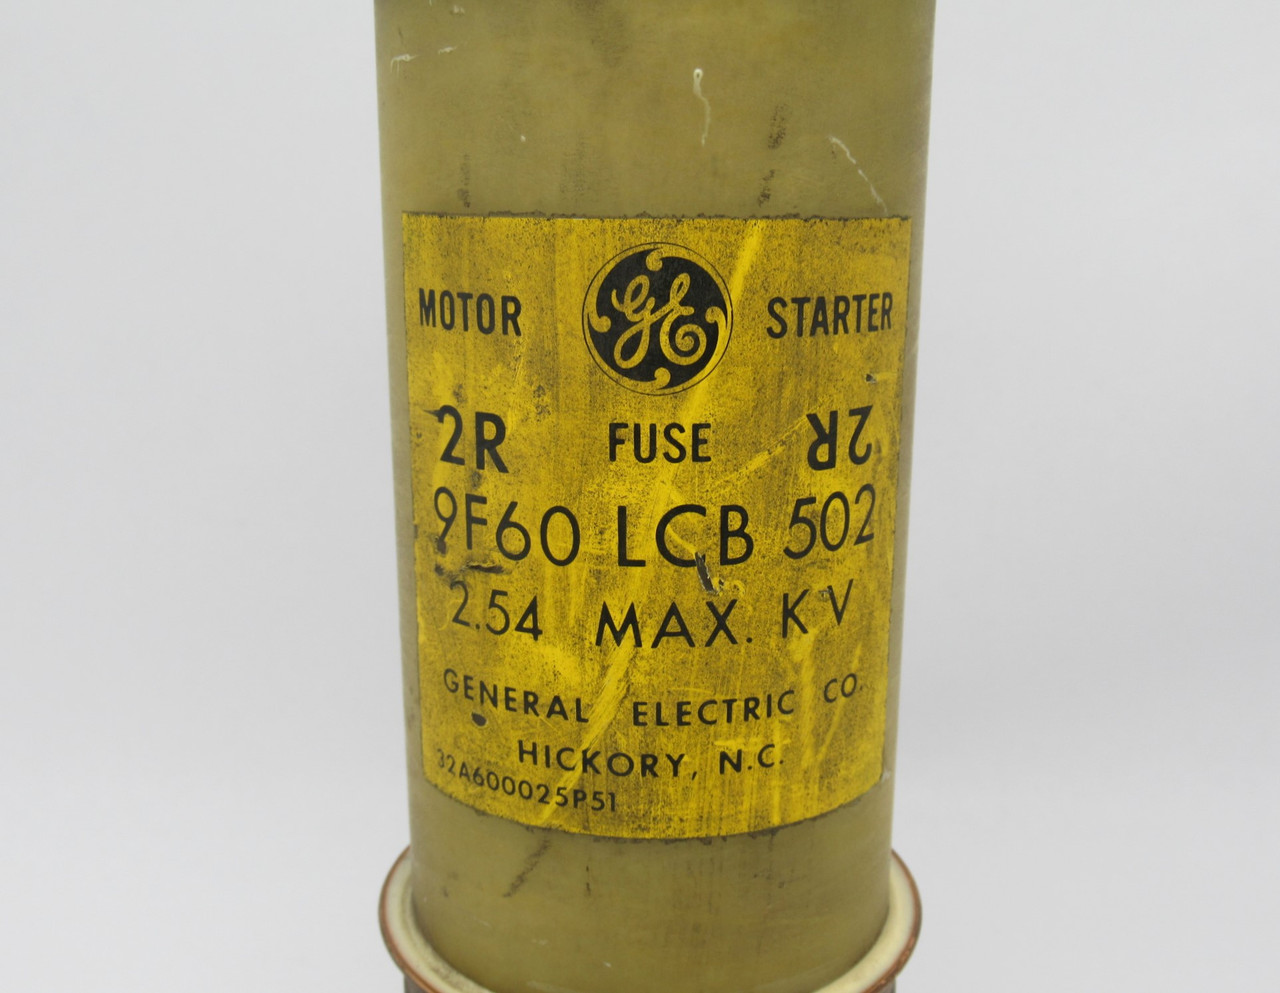 MOTOR GE STARTER
2R FUSE 2R
9F60 LCB 502
2.54 MAX. KV
GENERAL ELECTRIC CO.
HICKORY, N.C.
32A600025P51